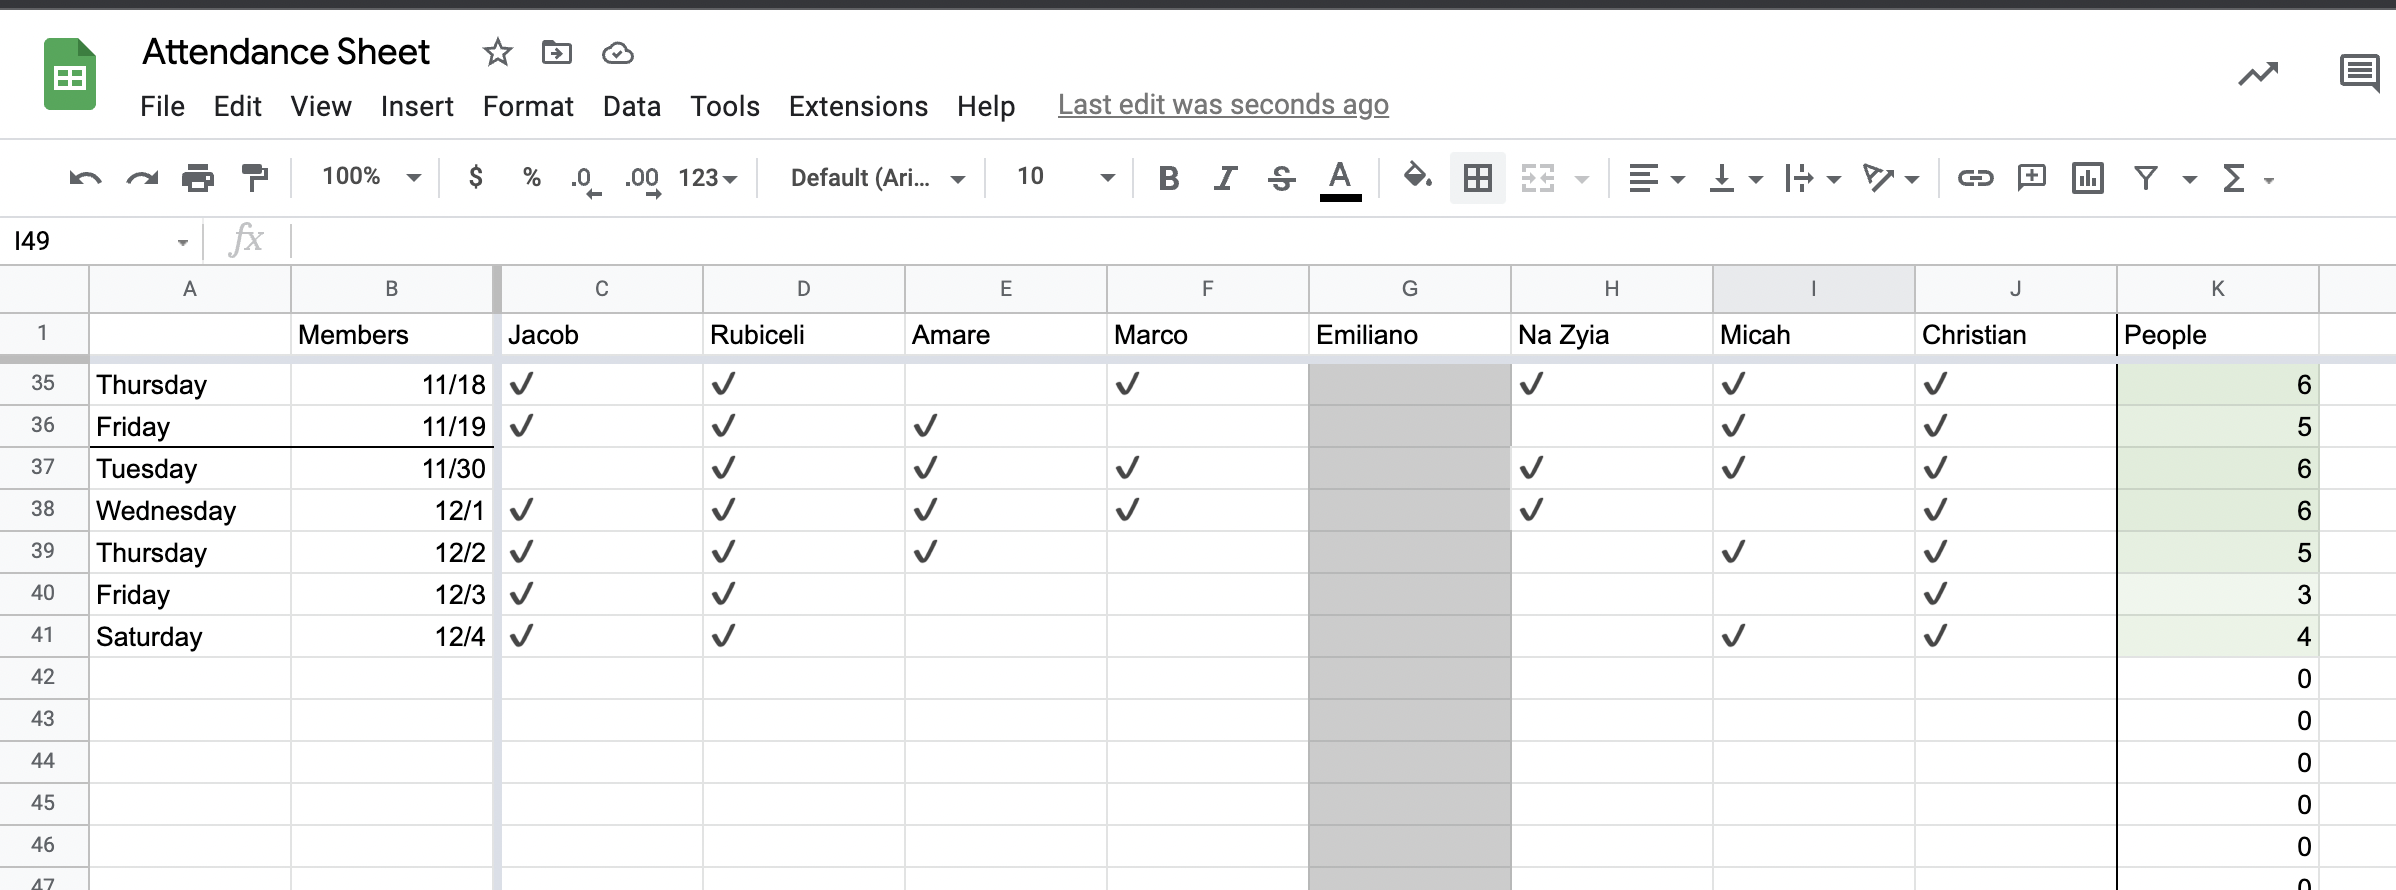 Attendance Sheet
File Edit View Insert Format Data Tools Extensions Help Last edit was seconds ago
100% $ % .0 .00 123 Default (Ari... 10 B I S A Σ
I49 fx
A B C D E F G H I J K
1 Members Jacob Rubiceli Amare Marco Emiliano Na Zyia Micah Christian People
35 Thursday 11/18 ✓ ✓ ✓ ✓ ✓ ✓ 6
36 Friday 11/19 ✓ ✓ ✓ ✓ ✓ 5
37 Tuesday 11/30 ✓ ✓ ✓ ✓ ✓ ✓ 6
38 Wednesday 12/1 ✓ ✓ ✓ ✓ ✓ ✓ 6
39 Thursday 12/2 ✓ ✓ ✓ ✓ ✓ 5
40 Friday 12/3 ✓ ✓ ✓ 3
41 Saturday 12/4 ✓ ✓ ✓ ✓ 4
42 0
43 0
44 0
45 0
46 0
47 0